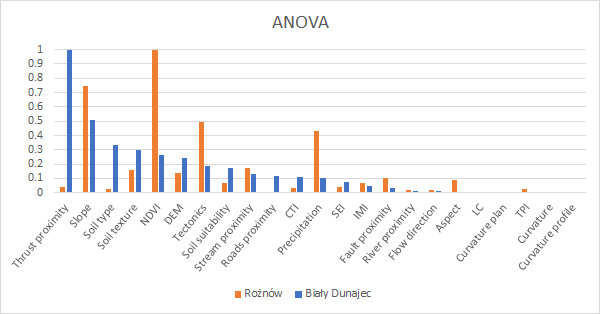 ANOVA
1
0.9
0.8
0.7
0.6
0.5
0.4
0.3
0.2
0.1
0
Thrust proximity
Slope
Soil type
Soil texture
NDVI
DEM
Tectonics
Soil suitability
Stream proximity
Roads proximity
CTI
Precipitation
SEI
IMI
Fault proximity
River proximity
Flow direction
Aspect
LC
Curvature plan
TPI
Curvature
Curvature profile
Rożnów Biały Dunajec